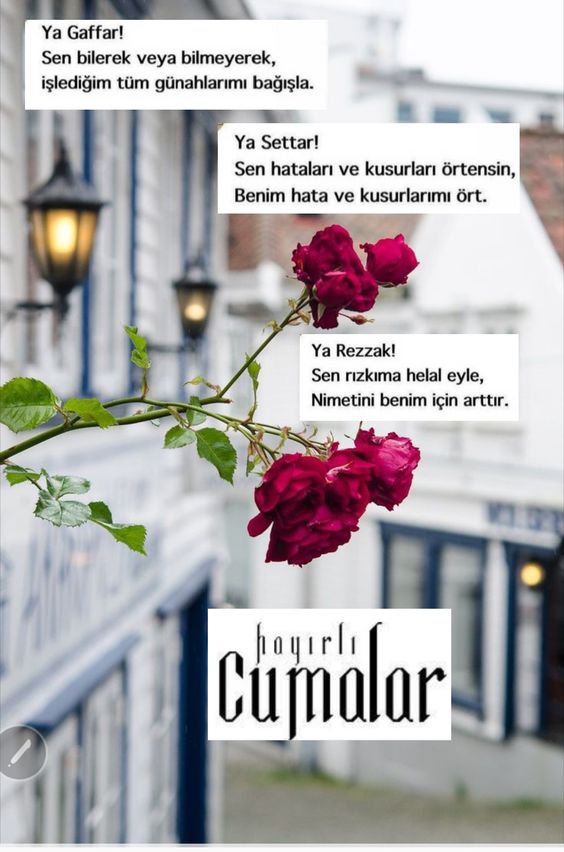 Ya Gaffar!
Sen bilerek veya bilmeyerek,
işlediğim tüm günahlarımı bağışla.
Ya Settar!
Sen hataları ve kusurları örtensin,
Benim hata ve kusurlarımı ört.
Ya Rezzak!
Sen rızkıma helal eyle,
Nimetini benim için arttır.
hayırlı
Cumalar